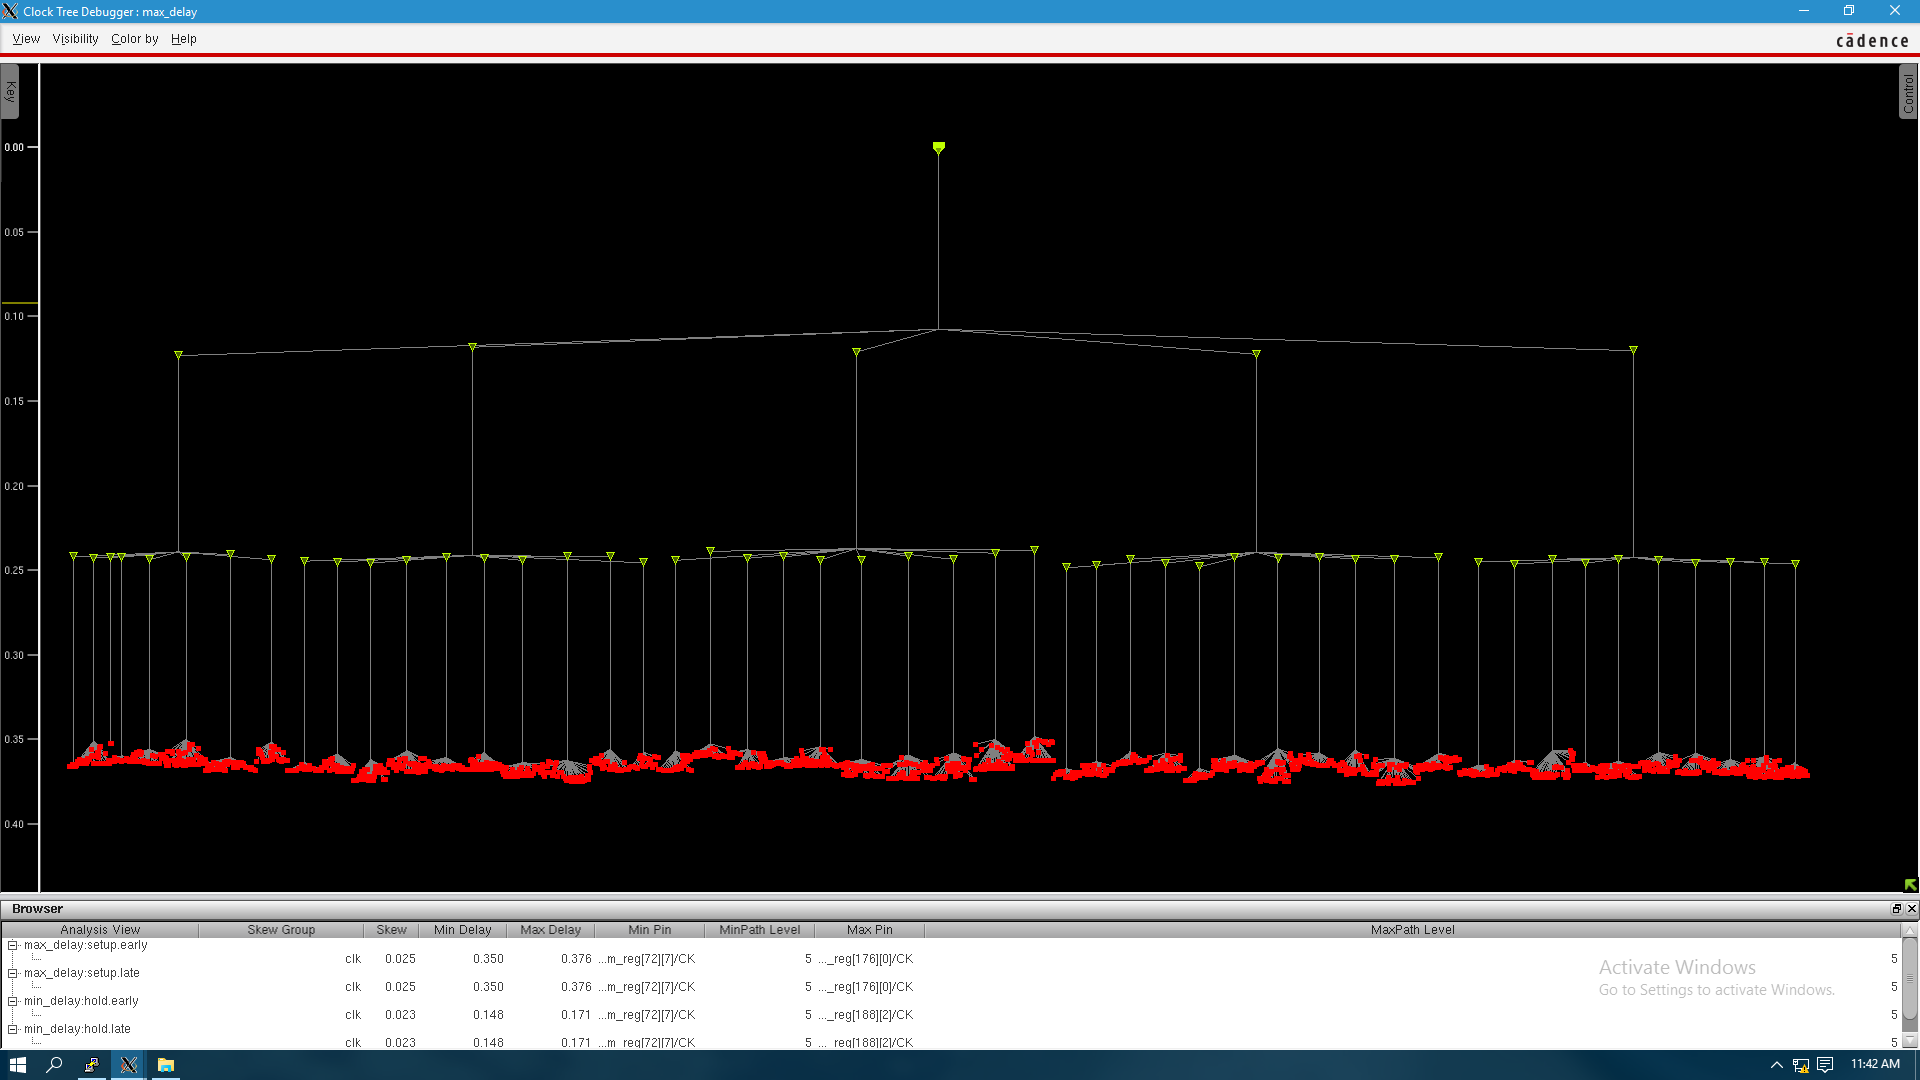 Clock Tree Debugger : max_delay
View Visibility Color by Help
cādence
Key
Control
0.00
0.05
0.10
0.15
0.20
0.25
0.30
0.35
0.40
Browser
Analysis View Skew Group Skew Min Delay Max Delay Min Pin MinPath Level Max Pin MaxPath Level
max_delay:setup.early
clk 0.025 0.350 0.376 ...m_reg[72][7]/CK 5 ..._reg[176][0]/CK 5
max_delay:setup.late
clk 0.025 0.350 0.376 ...m_reg[72][7]/CK 5 ..._reg[176][0]/CK 5
min_delay:hold.early
clk 0.023 0.148 0.171 ...m_reg[72][7]/CK 5 ..._reg[188][2]/CK 5
min_delay:hold.late
clk 0.023 0.148 0.171 ...m_reg[72][7]/CK 5 ..._reg[188][2]/CK 5
Activate Windows
Go to Settings to activate Windows.
11:42 AM